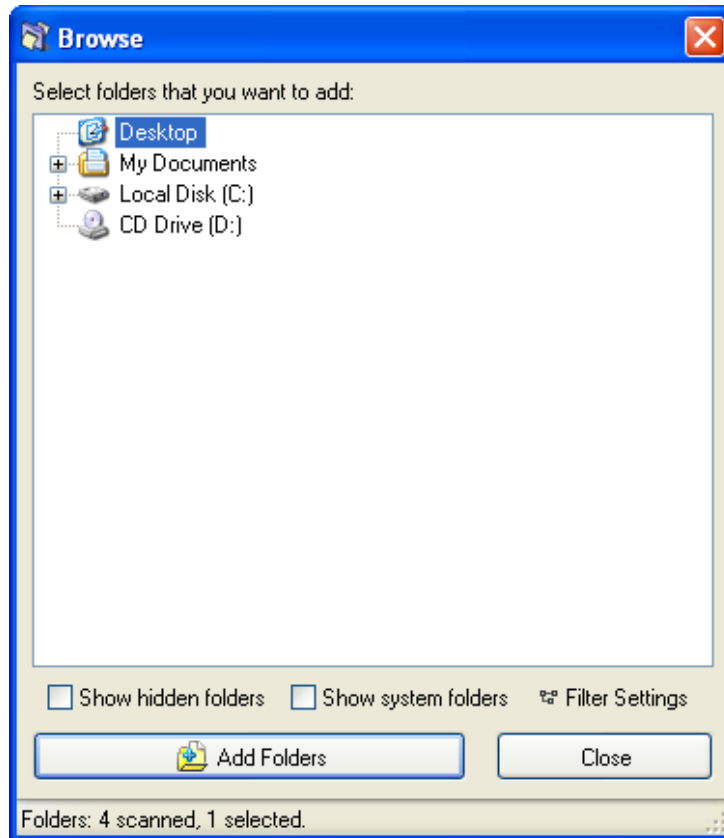 Browse
Select folders that you want to add:
Desktop
My Documents
Local Disk (C:)
CD Drive (D:)
Show hidden folders Show system folders Filter Settings
Add Folders Close
Folders: 4 scanned, 1 selected.